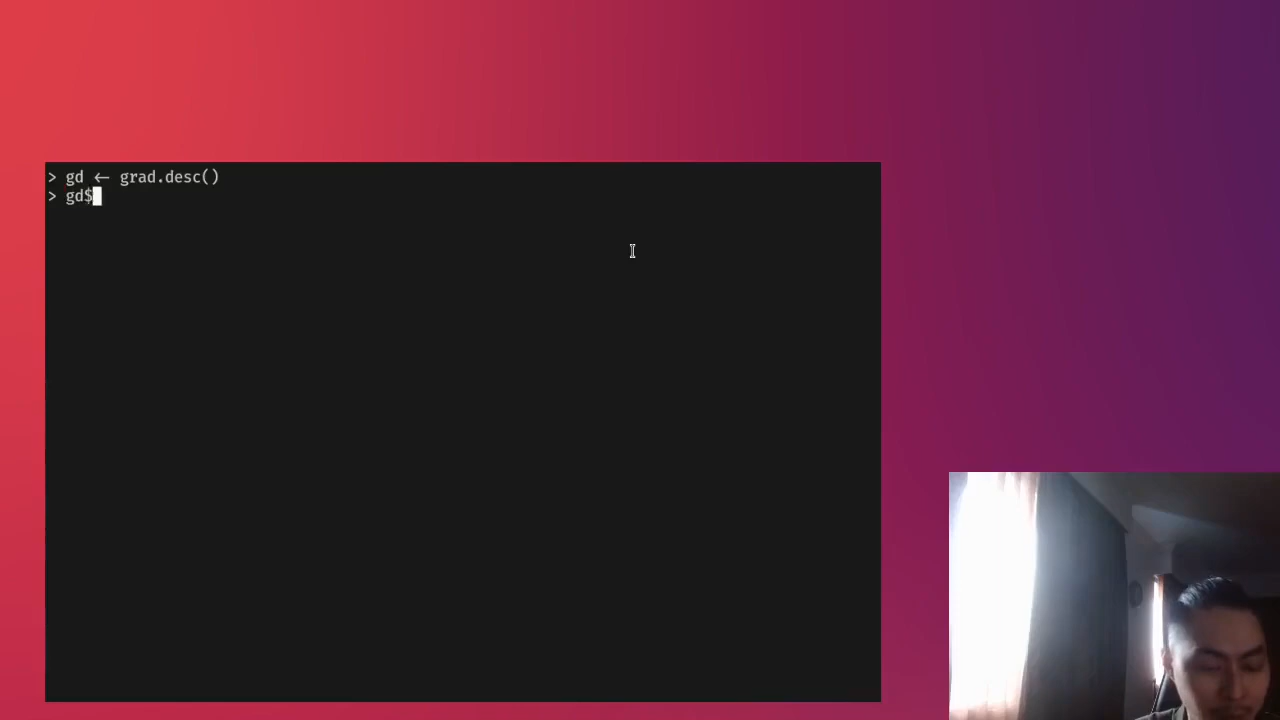 > gd <- grad.desc()
> gd$